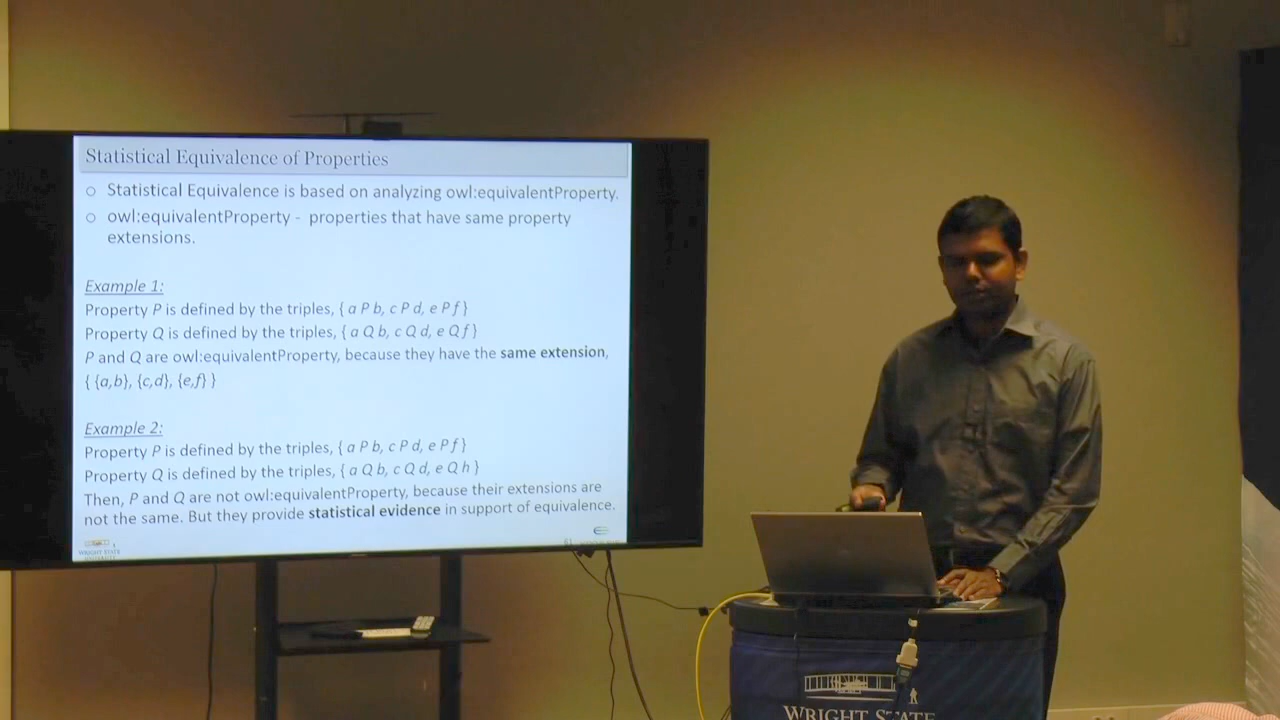 Statistical Equivalence of Properties
○ Statistical Equivalence is based on analyzing owl:equivalentProperty.
○ owl:equivalentProperty - properties that have same property
extensions.
Example 1:
Property P is defined by the triples, { a P b, c P d, e P f }
Property Q is defined by the triples, { a Q b, c Q d, e Q f }
P and Q are owl:equivalentProperty, because they have the same extension,
{ {a,b}, {c,d}, {e,f} }
Example 2:
Property P is defined by the triples, { a P b, c P d, e P f }
Property Q is defined by the triples, { a Q b, c Q d, e Q h }
Then, P and Q are not owl:equivalentProperty, because their extensions are
not the same. But they provide statistical evidence in support of equivalence.
WRIGHT STATE
UNIVERSITY
WRIGHT STATE